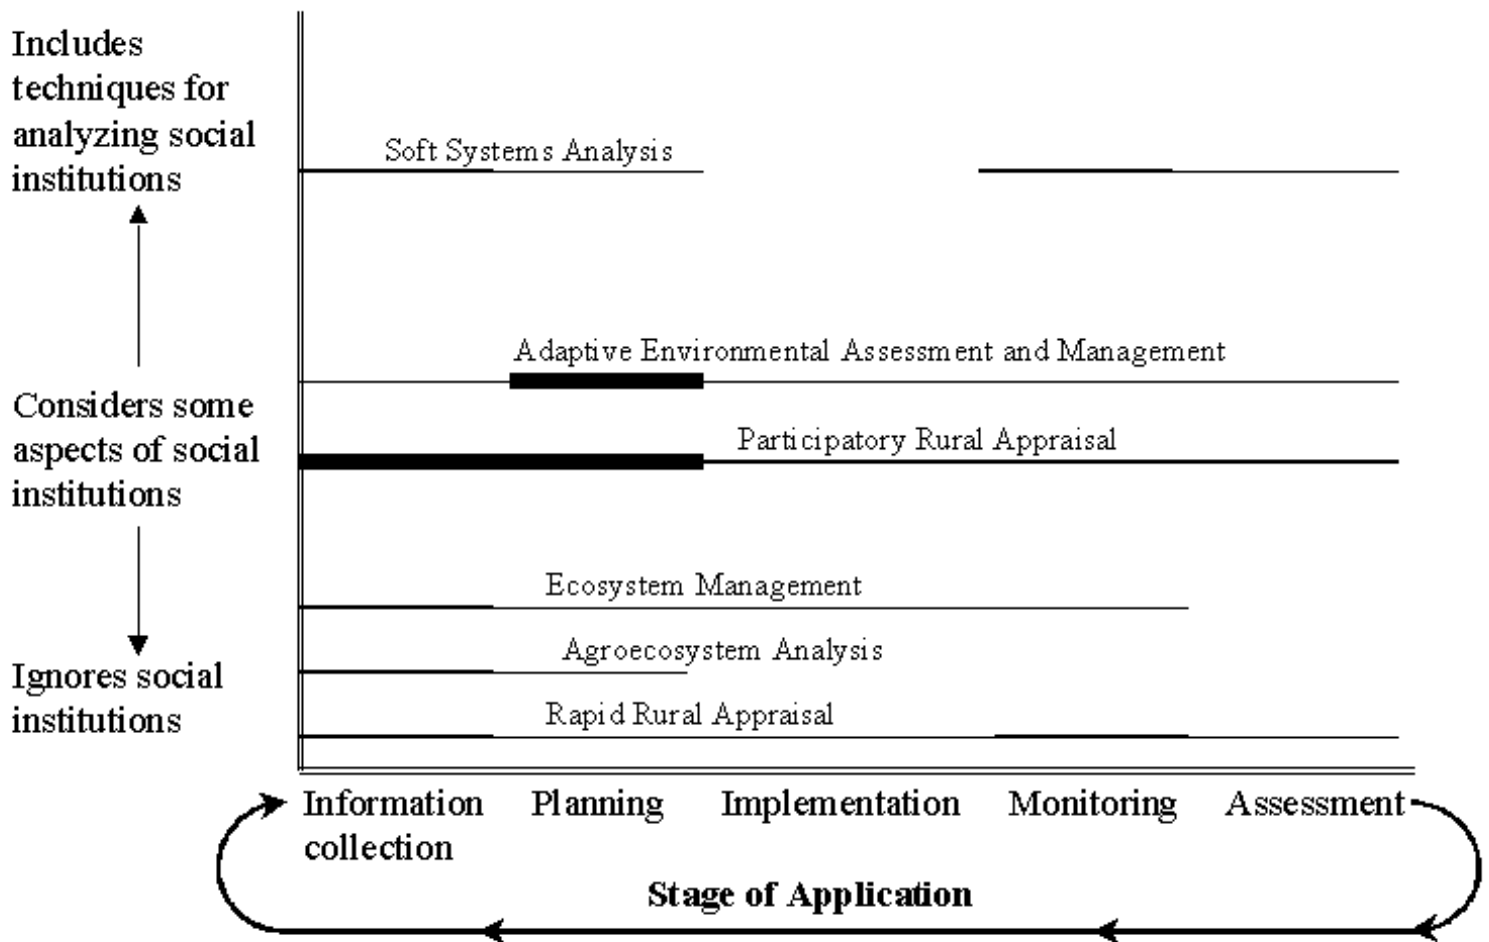 Includes
techniques for
analyzing social
institutions
Soft Systems Analysis
Adaptive Environmental Assessment and Management
Considers some
aspects of social
institutions
Participatory Rural Appraisal
Ecosystem Management
Agroecosystem Analysis
Ignores social
institutions
Rapid Rural Appraisal
Information
collection
Planning
Implementation
Monitoring
Assessment
Stage of Application